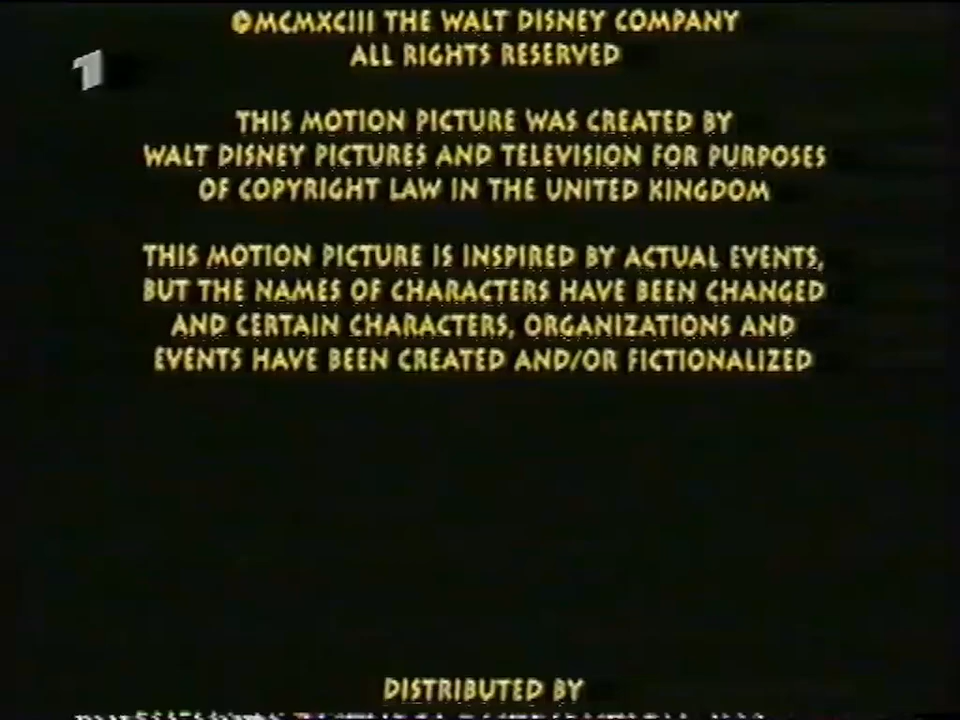 ©MCMXCIII THE WALT DISNEY COMPANY
ALL RIGHTS RESERVED
1
THIS MOTION PICTURE WAS CREATED BY
WALT DISNEY PICTURES AND TELEVISION FOR PURPOSES
OF COPYRIGHT LAW IN THE UNITED KINGDOM
THIS MOTION PICTURE IS INSPIRED BY ACTUAL EVENTS,
BUT THE NAMES OF CHARACTERS HAVE BEEN CHANGED
AND CERTAIN CHARACTERS, ORGANIZATIONS AND
EVENTS HAVE BEEN CREATED AND/OR FICTIONALIZED
DISTRIBUTED BY